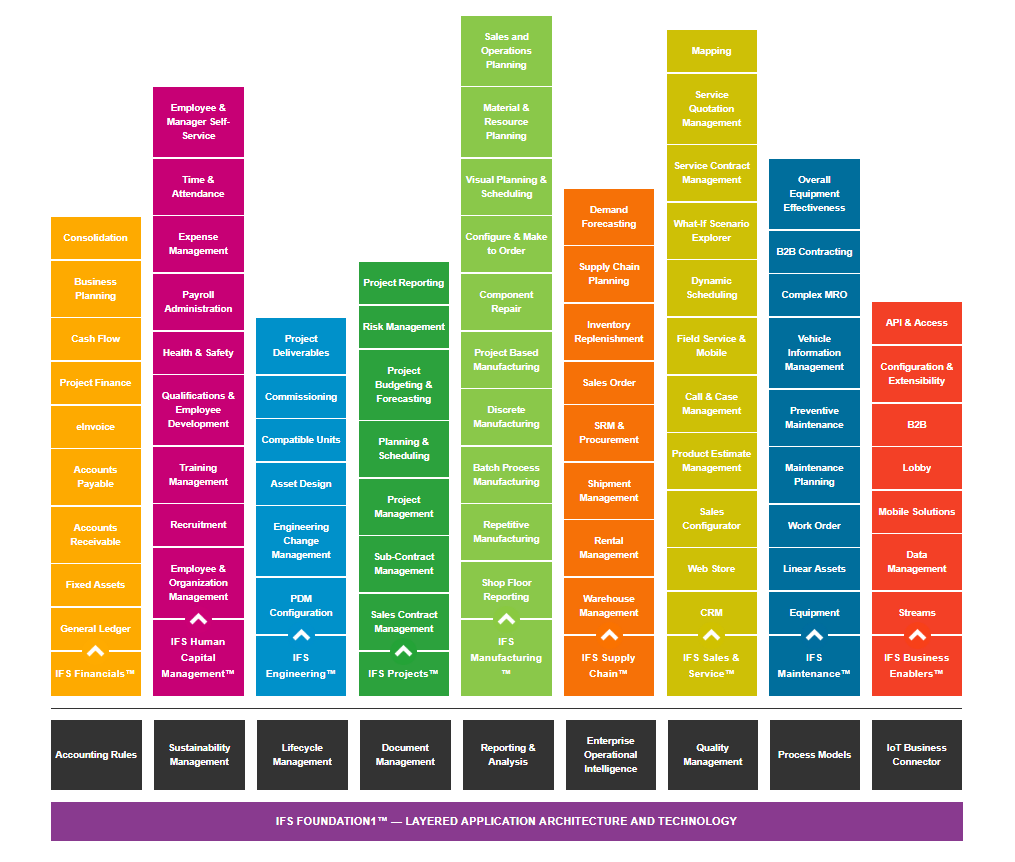 Consolidation
Business
Planning
Cash Flow
Project Finance
eInvoice
Accounts
Payable
Accounts
Receivable
Fixed Assets
General Ledger
IFS Financials™
Employee &
Manager Self-
Service
Time &
Attendance
Expense
Management
Payroll
Administration
Health & Safety
Qualifications &
Employee
Development
Training
Management
Recruitment
Employee &
Organization
Management
IFS Human
Capital
Management™
Project
Deliverables
Commissioning
Compatible Units
Asset Design
Engineering
Change
Management
PDM
Configuration
IFS
Engineering™
Project Reporting
Risk Management
Project
Budgeting &
Forecasting
Planning &
Scheduling
Project
Management
Sub-Contract
Management
Sales Contract
Management
IFS Projects™
Sales and
Operations
Planning
Material &
Resource
Planning
Visual Planning &
Scheduling
Configure & Make
to Order
Component
Repair
Project Based
Manufacturing
Discrete
Manufacturing
Batch Process
Manufacturing
Repetitive
Manufacturing
Shop Floor
Reporting
IFS
Manufacturing
™
Demand
Forecasting
Supply Chain
Planning
Inventory
Replenishment
Sales Order
SRM &
Procurement
Shipment
Management
Rental
Management
Warehouse
Management
IFS Supply
Chain™
Mapping
Service
Quotation
Management
Service Contract
Management
What-If Scenario
Explorer
Dynamic
Scheduling
Field Service &
Mobile
Call & Case
Management
Product Estimate
Management
Sales
Configurator
Web Store
CRM
IFS Sales &
Service™
Overall
Equipment
Effectiveness
B2B Contracting
Complex MRO
Vehicle
Information
Management
Preventive
Maintenance
Maintenance
Planning
Work Order
Linear Assets
Equipment
IFS
Maintenance™
API & Access
Configuration &
Extensibility
B2B
Lobby
Mobile Solutions
Data
Management
Streams
IFS Business
Enablers™
Accounting Rules
Sustainability
Management
Lifecycle
Management
Document
Management
Reporting &
Analysis
Enterprise
Operational
Intelligence
Quality
Management
Process Models
IoT Business
Connector
IFS FOUNDATION1™ — LAYERED APPLICATION ARCHITECTURE AND TECHNOLOGY